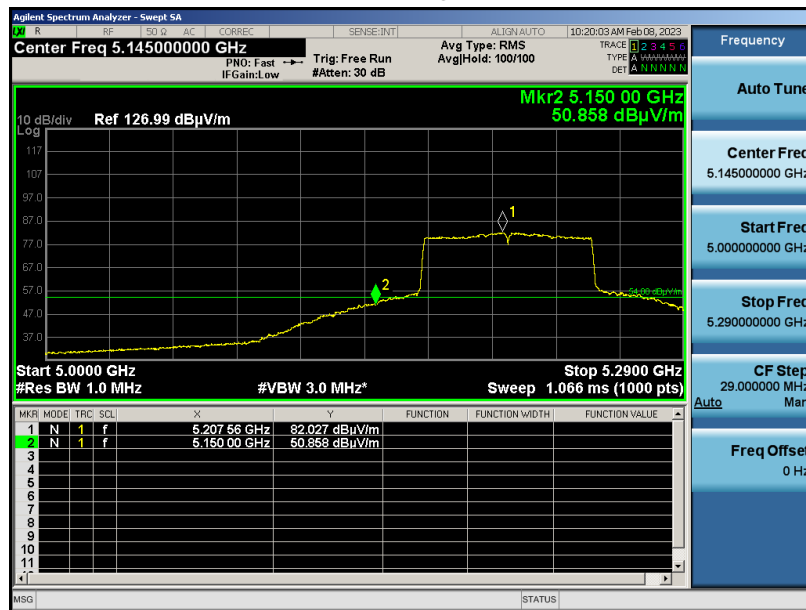 Agilent Spectrum Analyzer - Swept SA
LXI R RF 50 Ω AC CORREC SENSE:INT ALIGN AUTO 10:20:03 AM Feb 08, 2023
Center Freq 5.145000000 GHz
PNO: Fast
IFGain:Low
Trig: Free Run
#Atten: 30 dB
Avg Type: RMS
Avg|Hold: 100/100
TRACE 1 2 3 4 5 6
TYPE A WWWWW
DET A N N N N N
Mkr2 5.150 00 GHz
50.858 dBµV/m
10 dB/div Ref 126.99 dBµV/m
Log
117
107
97.0
87.0
77.0
67.0
57.0
47.0
37.0
1
2
54.00 dBµV/m
Start 5.0000 GHz Stop 5.2900 GHz
#Res BW 1.0 MHz #VBW 3.0 MHz* Sweep 1.066 ms (1000 pts)
MKR MODE TRC SCL X Y FUNCTION FUNCTION WIDTH FUNCTION VALUE
1 N 1 f 5.207 56 GHz 82.027 dBµV/m
2 N 1 f 5.150 00 GHz 50.858 dBµV/m
3
4
5
6
7
8
9
10
11
MSG STATUS
Frequency
Auto Tune
Center Freq
5.145000000 GHz
Start Freq
5.000000000 GHz
Stop Freq
5.290000000 GHz
CF Step
29.000000 MHz
Auto Man
Freq Offset
0 Hz